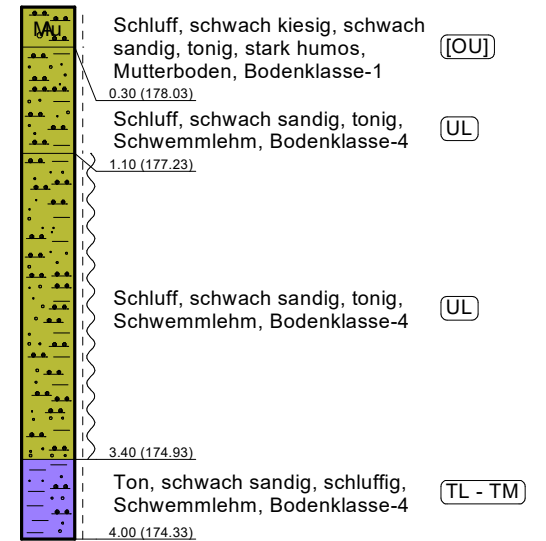 Mu
Schluff, schwach kiesig, schwach
sandig, tonig, stark humos,
Mutterboden, Bodenklasse-1
[OU]
0.30 (178.03)
Schluff, schwach sandig, tonig,
Schwemmlehm, Bodenklasse-4
UL
1.10 (177.23)
Schluff, schwach sandig, tonig,
Schwemmlehm, Bodenklasse-4
UL
3.40 (174.93)
Ton, schwach sandig, schluffig,
Schwemmlehm, Bodenklasse-4
TL - TM
4.00 (174.33)